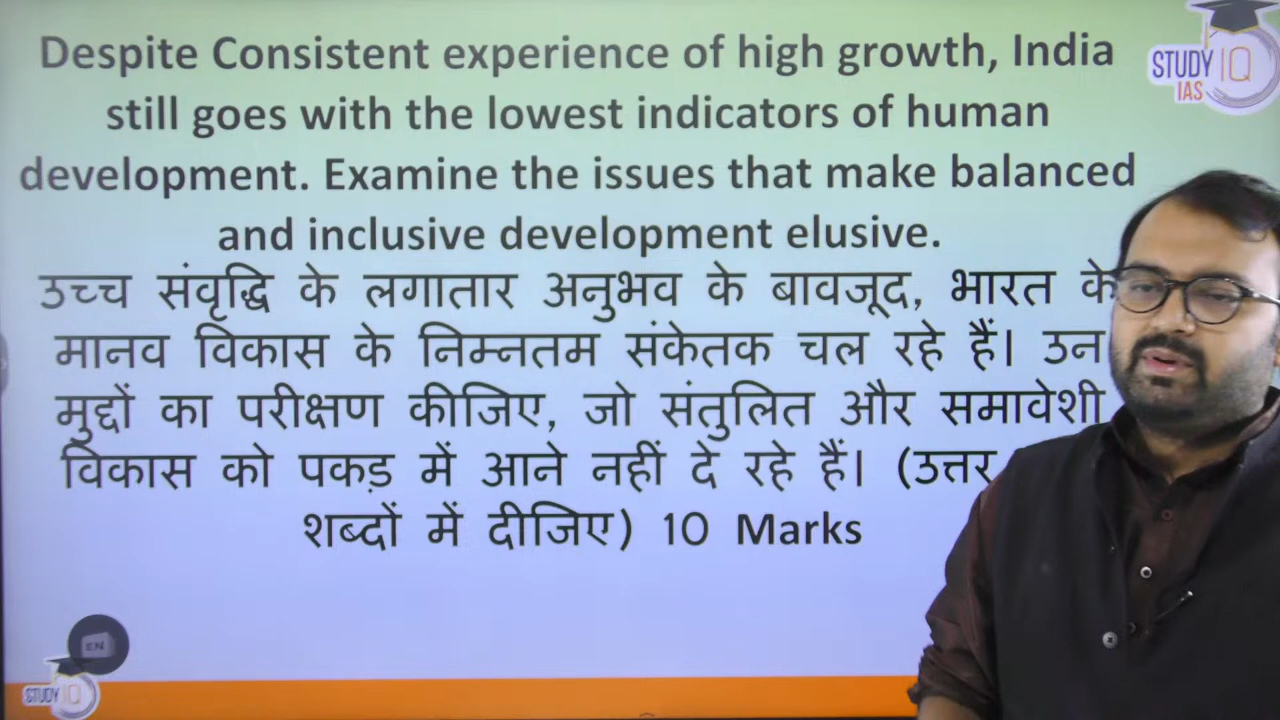 Despite Consistent experience of high growth, India
still goes with the lowest indicators of human
development. Examine the issues that make balanced
and inclusive development elusive.
उच्च संवृद्धि के लगातार अनुभव के बावजूद, भारत के
मानव विकास के निम्नतम संकेतक चल रहे हैं। उन
मुद्दों का परीक्षण कीजिए, जो संतुलित और समावेशी
विकास को पकड़ में आने नहीं दे रहे हैं। (उत्तर
शब्दों में दीजिए) 10 Marks
STUDY IQ
IAS
EN
STUDY IQ